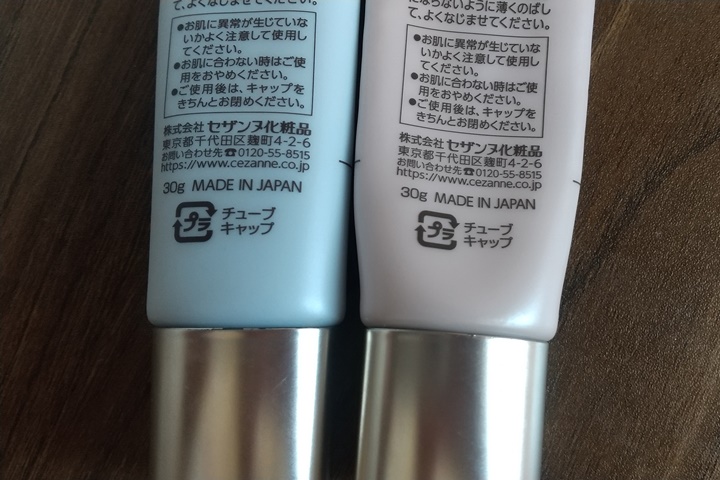 て、よくなじませてください。
●お肌に異常が生じていな
いかよく注意して使用し
てください。
●お肌に合わない時はご使
用をおやめください。
●ご使用後は、キャップを
きちんとお閉めください。
株式会社 セザンヌ化粧品
東京都千代田区麹町4-2-6
お問い合わせ先☎0120-55-8515
https://www.cezanne.co.jp
30g MADE IN JAPAN
プラ
チューブ
キャップ
にならないように薄くのばし
て、よくなじませてください。
●お肌に異常が生じていな
いかよく注意して使用し
てください。
●お肌に合わない時はご使
用をおやめください。
●ご使用後は、キャップを
きちんとお閉めください。
株式会社 セザンヌ化粧品
東京都千代田区麹町4-2-6
お問い合わせ先☎0120-55-8515
https://www.cezanne.co.jp
30g MADE IN JAPAN
プラ
チューブ
キャップ